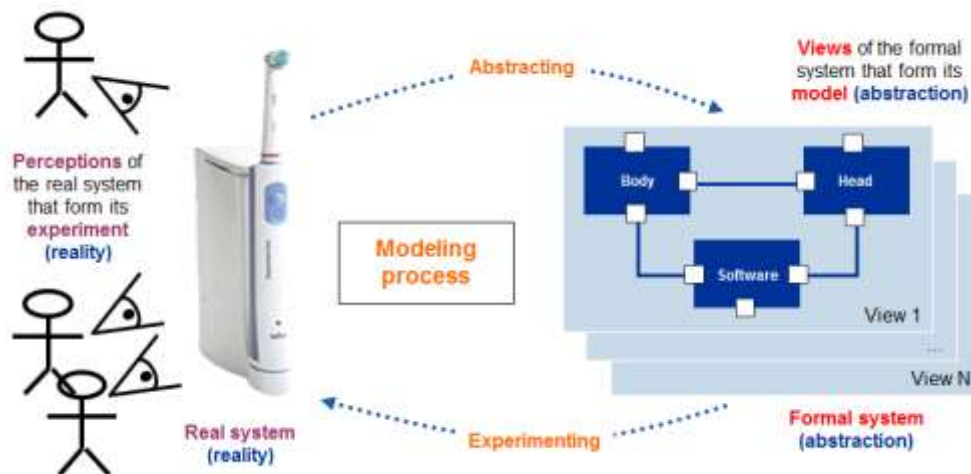 Abstracting
Views of the formal
system that form its
model (abstraction)
Perceptions of
the real system
that form its
experiment
(reality)
Modeling
process
Body
Head
Software
View 1
...
View N
Real system
(reality)
Experimenting
Formal system
(abstraction)